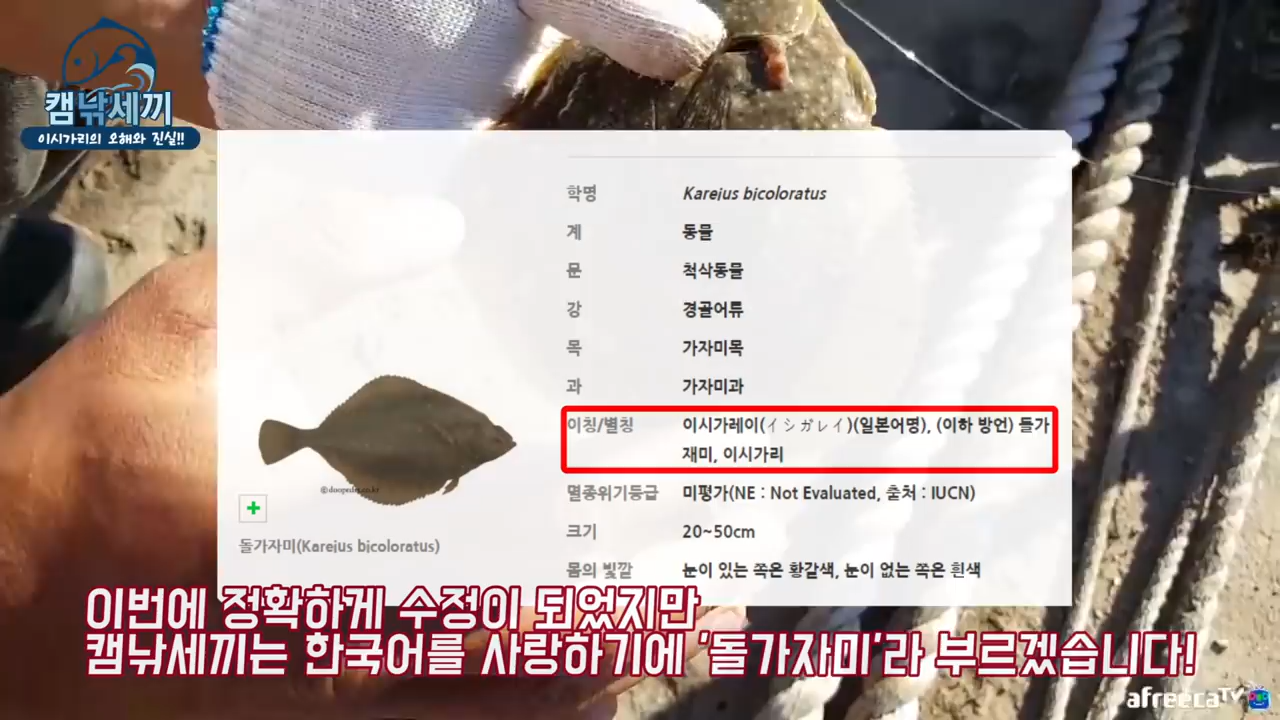 캠낚세끼
이시가리의 오해와 진실!!
학명 Kareius bicoloratus
계 동물
문 척삭동물
강 경골어류
목 가자미목
과 가자미과
이칭/별칭 이시가레이(イシガレイ)(일본어명), (이하 방언) 돌가
재미, 이시가리
멸종위기등급 미평가(NE : Not Evaluated, 출처 : IUCN)
크기 20~50cm
몸의 빛깔 눈이 있는 쪽은 황갈색, 눈이 없는 쪽은 흰색
ⓒdoopedia.co.kr
돌가자미(Kareius bicoloratus)
이번에 정확하게 수정이 되었지만
캠낚세끼는 한국어를 사랑하기에 '돌가자미'라 부르겠습니다!
afreecaTV